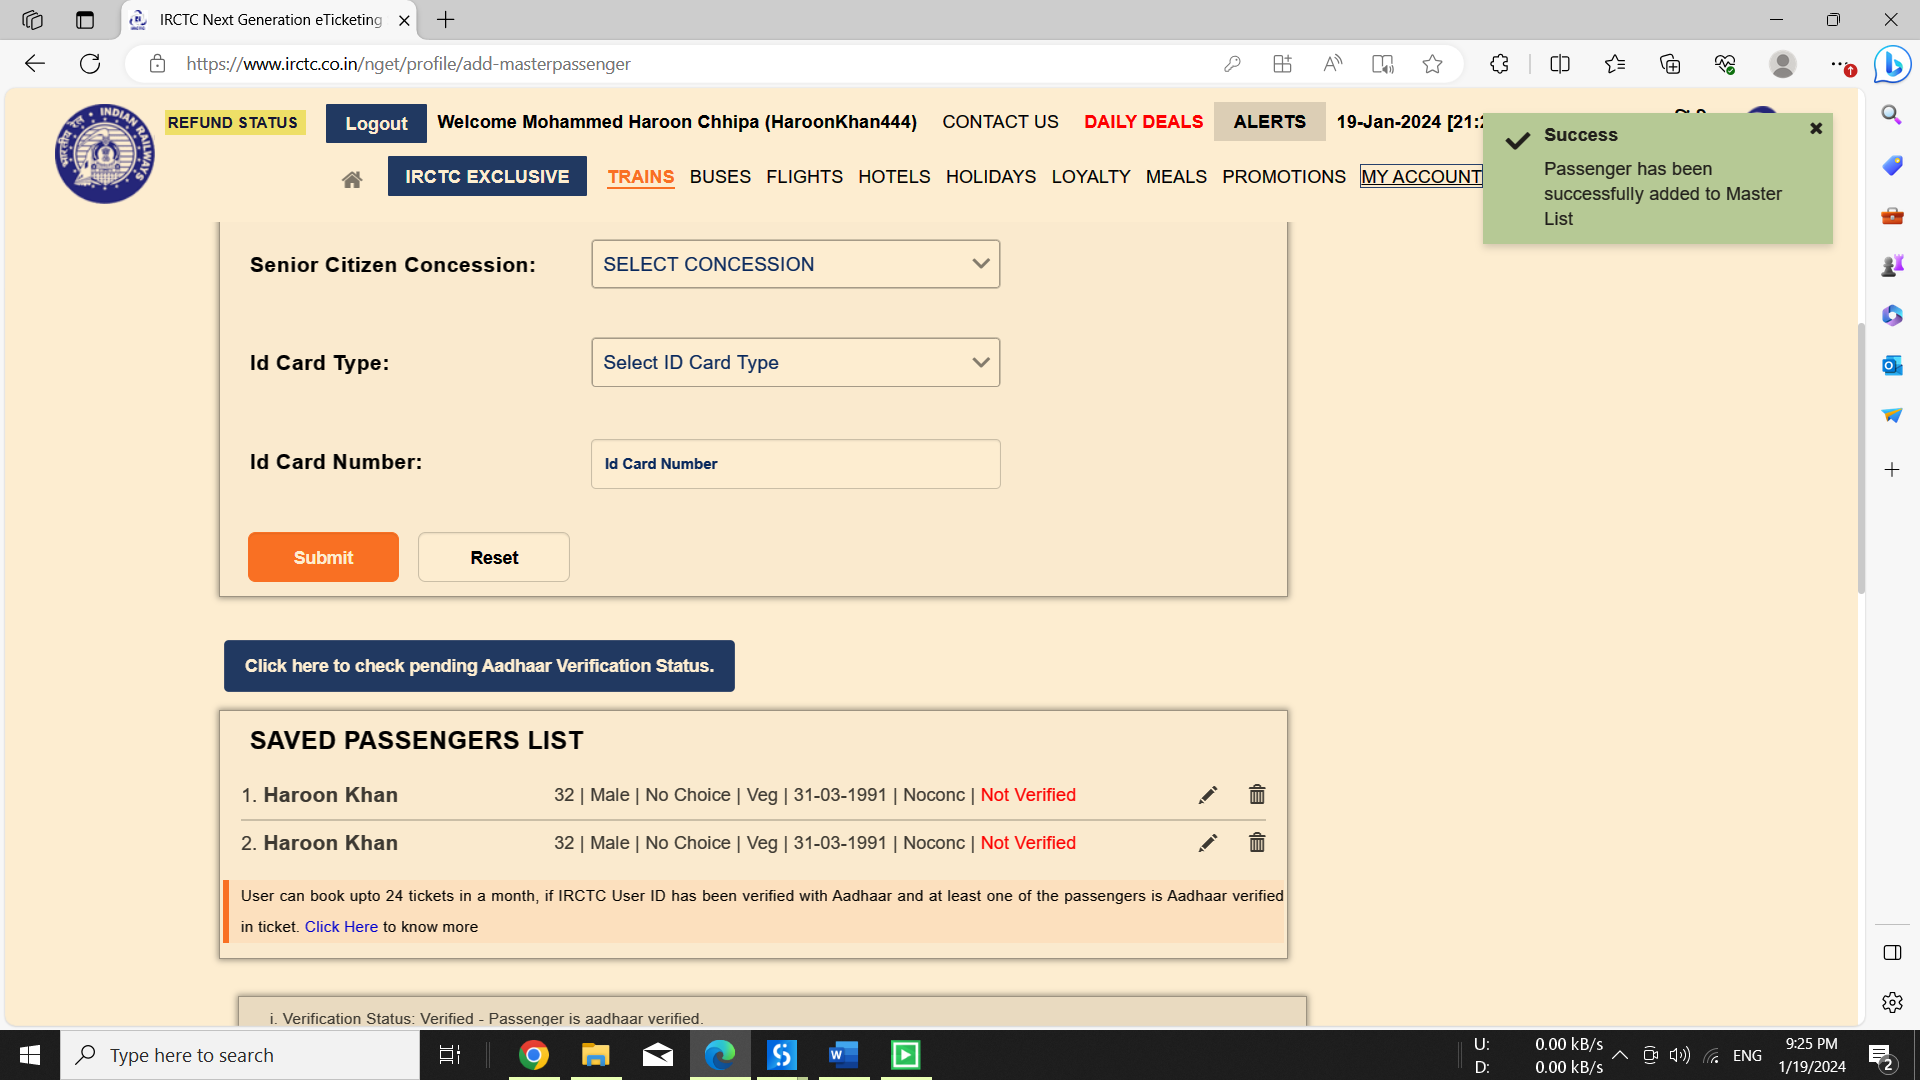 IRCTC Next Generation eTicketing
https://www.irctc.co.in/nget/profile/add-masterpassenger
INDIAN RAILWAYS
REFUND STATUS
Logout
Welcome Mohammed Haroon Chhipa (HaroonKhan444)
CONTACT US
DAILY DEALS
ALERTS
19-Jan-2024 [21:2
IRCTC EXCLUSIVE
TRAINS
BUSES
FLIGHTS
HOTELS
HOLIDAYS
LOYALTY
MEALS
PROMOTIONS
MY ACCOUNT
Success
Passenger has been
successfully added to Master
List
Senior Citizen Concession:
SELECT CONCESSION
Id Card Type:
Select ID Card Type
Id Card Number:
Id Card Number
Submit
Reset
Click here to check pending Aadhaar Verification Status.
SAVED PASSENGERS LIST
1. Haroon Khan 32 | Male | No Choice | Veg | 31-03-1991 | Noconc | Not Verified
2. Haroon Khan 32 | Male | No Choice | Veg | 31-03-1991 | Noconc | Not Verified
User can book upto 24 tickets in a month, if IRCTC User ID has been verified with Aadhaar and at least one of the passengers is Aadhaar verified
in ticket. Click Here to know more
i. Verification Status: Verified - Passenger is aadhaar verified.
Type here to search
U: 0.00 kB/s
D: 0.00 kB/s
ENG
9:25 PM
1/19/2024
2